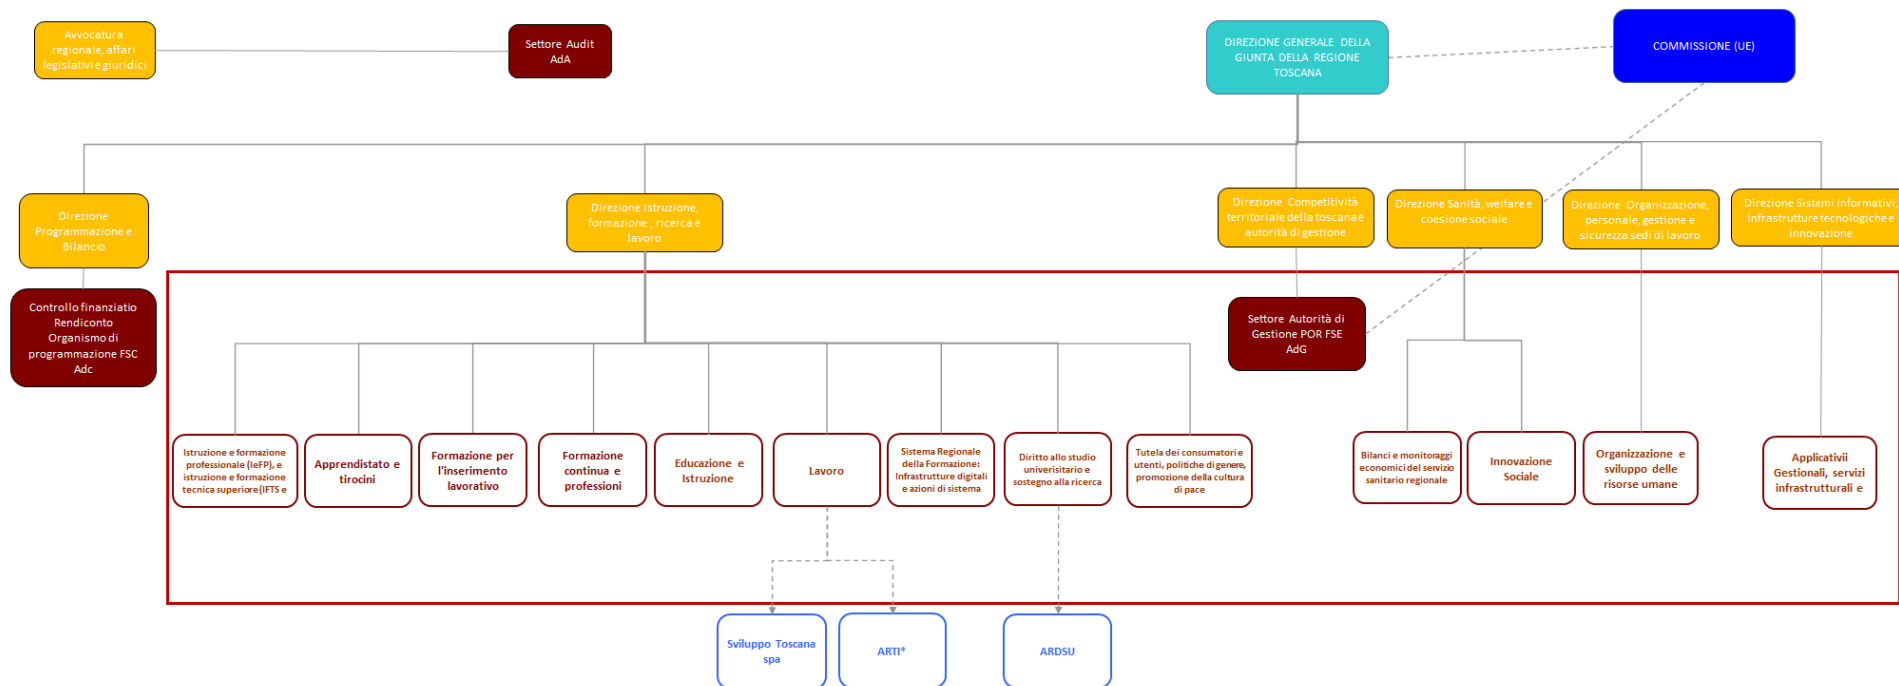 Avvocatura
regionale, affari
legislativi e giuridici
Settore Audit
AdA
DIREZIONE GENERALE DELLA
GIUNTA DELLA REGIONE
TOSCANA
COMMISSIONE (UE)
Direzione
Programmazione e
Bilancio
Direzione Istruzione,
formazione , ricerca e
lavoro
Direzione Competitività
territoriale della toscana e
autorità di gestione
Direzione Sanità, welfare e
coesione sociale
Direzione Organizzazione,
personale, gestione e
sicurezza sedi di lavoro
Direzione Sistemi Informativi,
infrastrutture tecnologiche e
innovazione
Controllo finanziatio
Rendiconto
Organismo di
programmazione FSC
Adc
Settore Autorità di
Gestione POR FSE
AdG
Istruzione e formazione
professionale (IeFP), e
istruzione e formazione
tecnica superiore (IFTS e
Apprendistato e
tirocini
Formazione per
l'inserimento
lavorativo
Formazione
continua e
professioni
Educazione e
Istruzione
Lavoro
Sistema Regionale
della Formazione:
Infrastrutture digitali
e azioni di sistema
Diritto allo studio
univerisitario e
sostegno alla ricerca
Tutela dei consumatori e
utenti, politiche di genere,
promozione della cultura
di pace
Bilanci e monitoraggi
economici del servizio
sanitario regionale
Innovazione
Sociale
Organizzazione e
sviluppo delle
risorse umane
Applicativii
Gestionali, servizi
infrastrutturali e
Sviluppo Toscana
spa
ARTI*
ARDSU